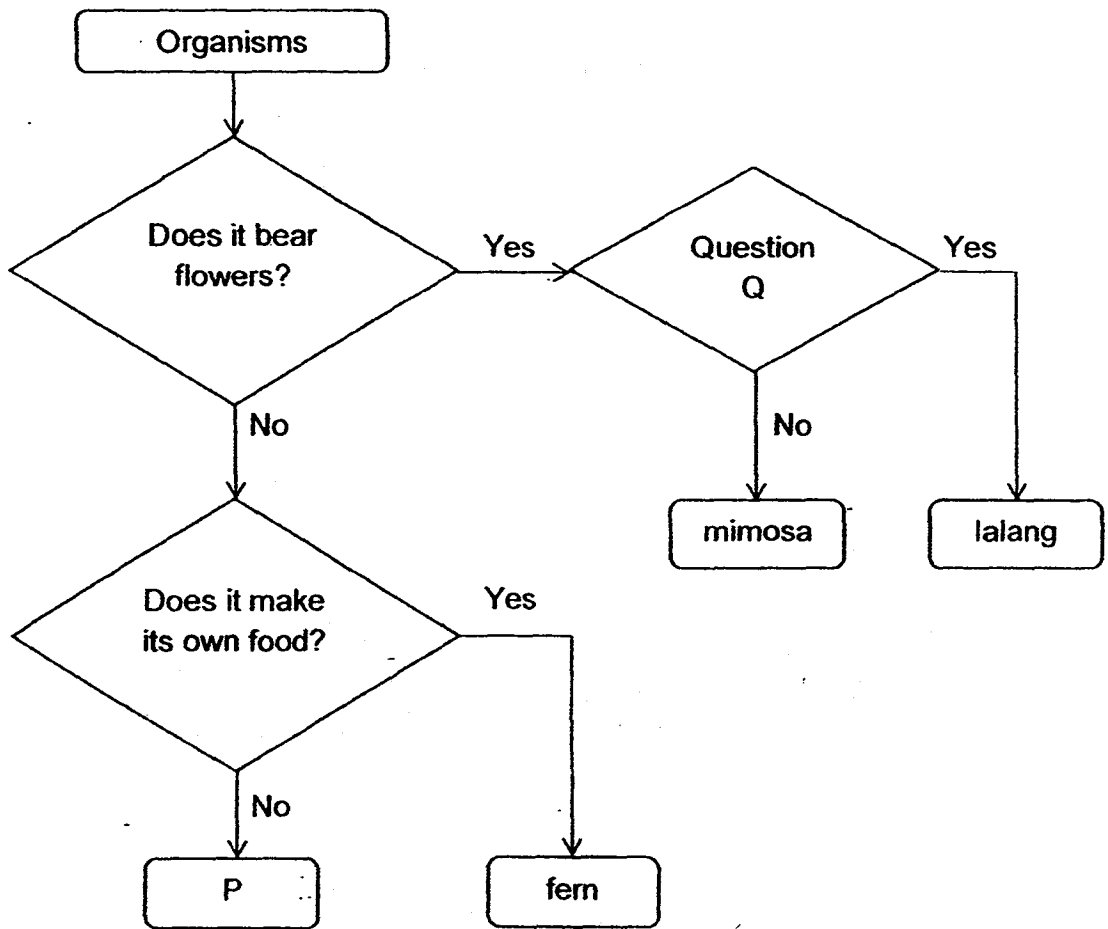 Organisms
Does it bear
flowers?
Yes
Question
Q
Yes
No
No
mimosa
lalang
Does it make
its own food?
Yes
No
P
fern